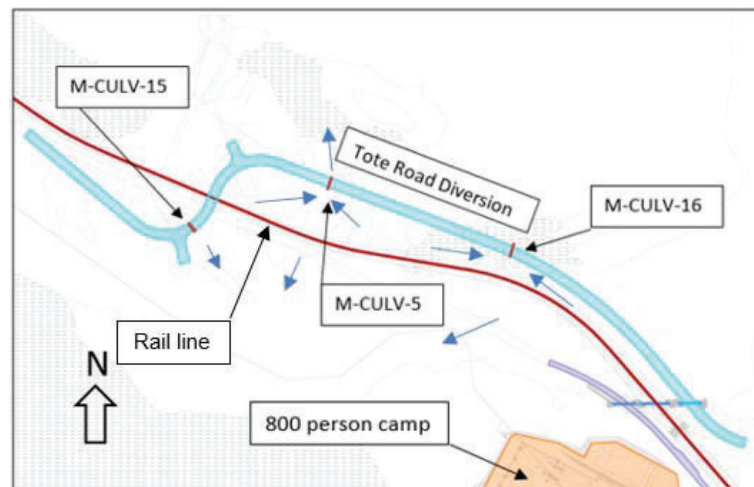 M-CULV-15
Tote Road Diversion
M-CULV-16
M-CULV-5
Rail line
N
800 person camp